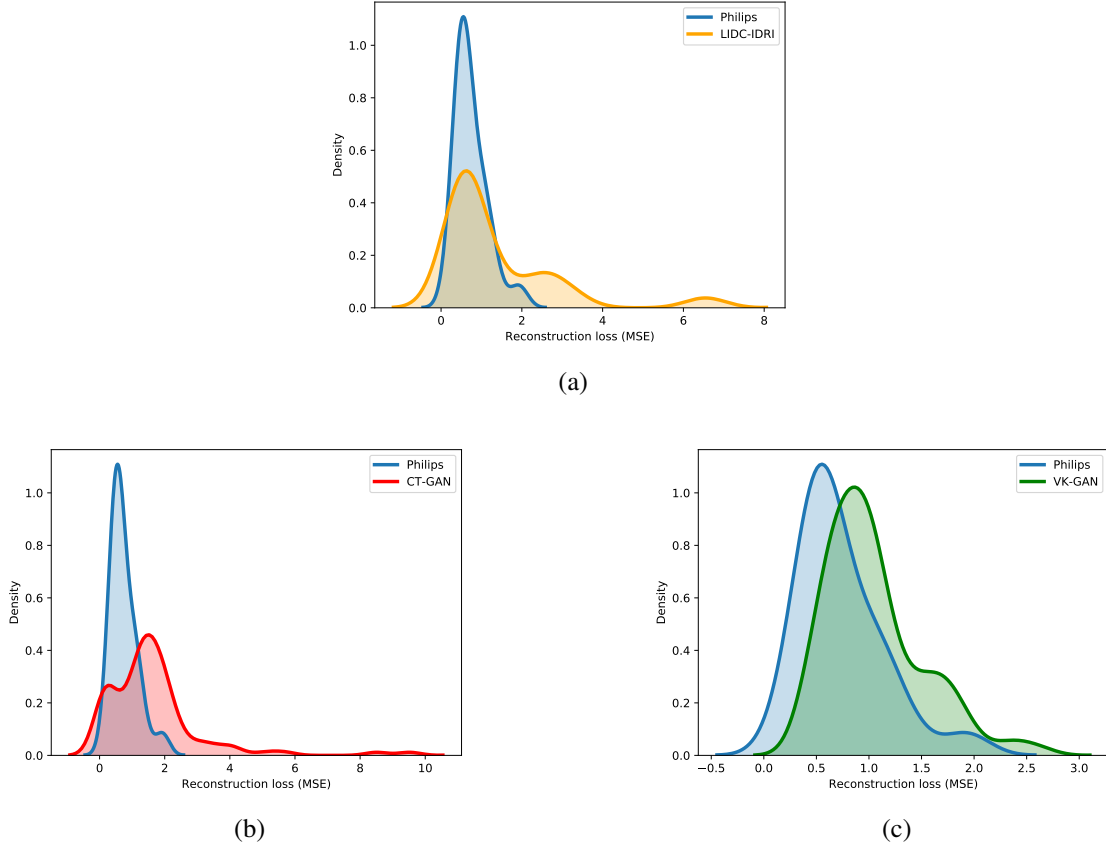 Philips
LIDC-IDRI
1.0
0.8
0.6
0.4
0.2
0.0
Density
0 2 4 6 8
Reconstruction loss (MSE)
(a)
Philips
CT-GAN
1.0
0.8
0.6
0.4
0.2
0.0
Density
0 2 4 6 8 10
Reconstruction loss (MSE)
(b)
Philips
VK-GAN
1.0
0.8
0.6
0.4
0.2
0.0
Density
−0.5 0.0 0.5 1.0 1.5 2.0 2.5 3.0
Reconstruction loss (MSE)
(c)